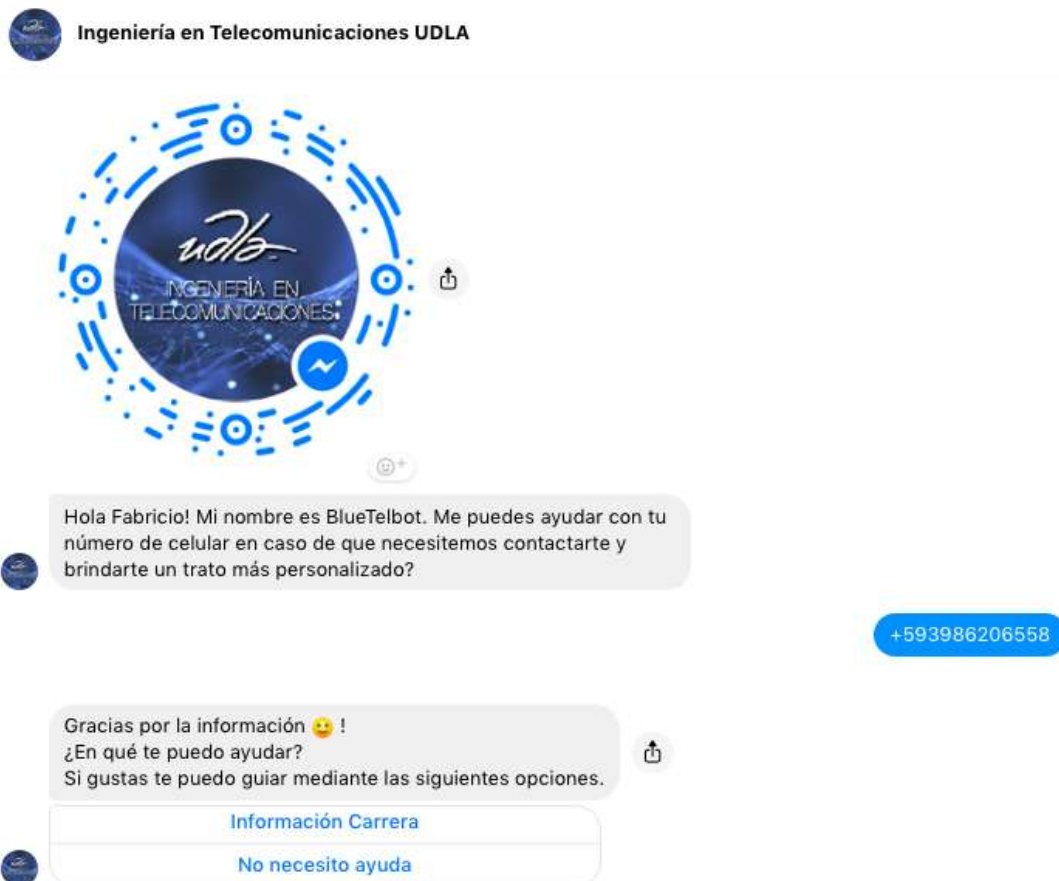 Ingeniería en Telecomunicaciones UDLA
udla
INGENIERÍA EN
TELECOMUNICACIONES
Hola Fabricio! Mi nombre es BlueTelbot. Me puedes ayudar con tu
número de celular en caso de que necesitemos contactarte y
brindarte un trato más personalizado?
+593986206558
Gracias por la información 😀 !
¿En qué te puedo ayudar?
Si gustas te puedo guiar mediante las siguientes opciones.
Información Carrera
No necesito ayuda